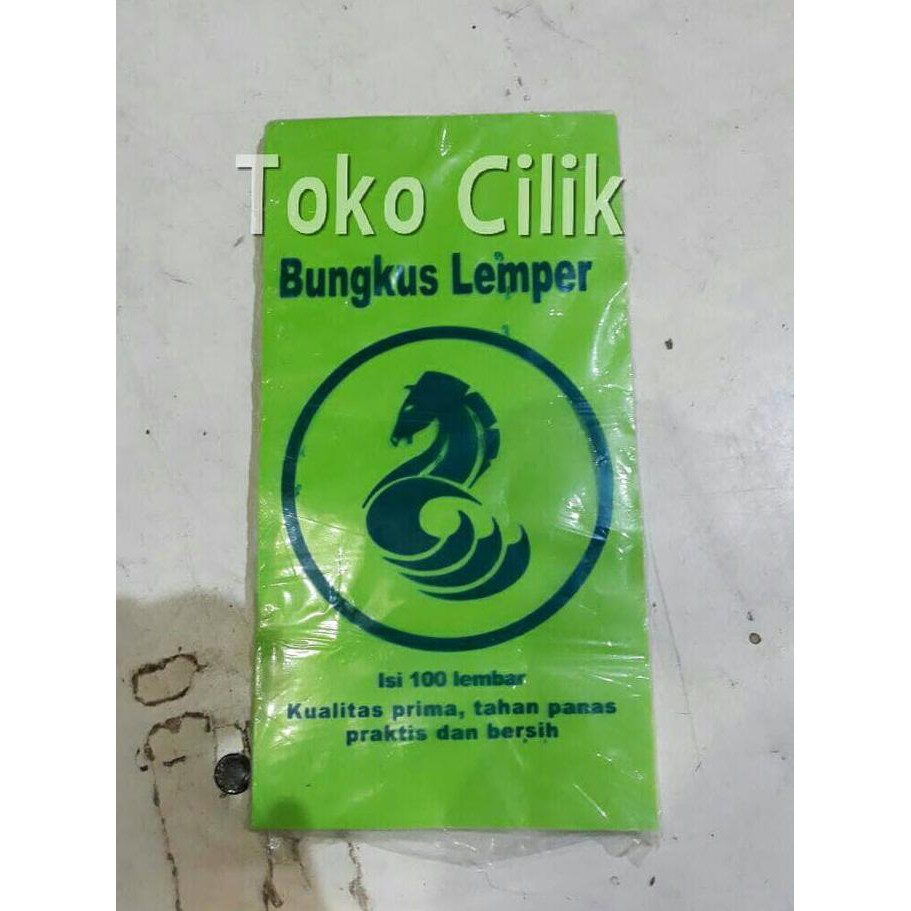 Toko Cilik
Bungkus Lemper
Isi 100 lembar
Kualitas prima, tahan panas
praktis dan bersih